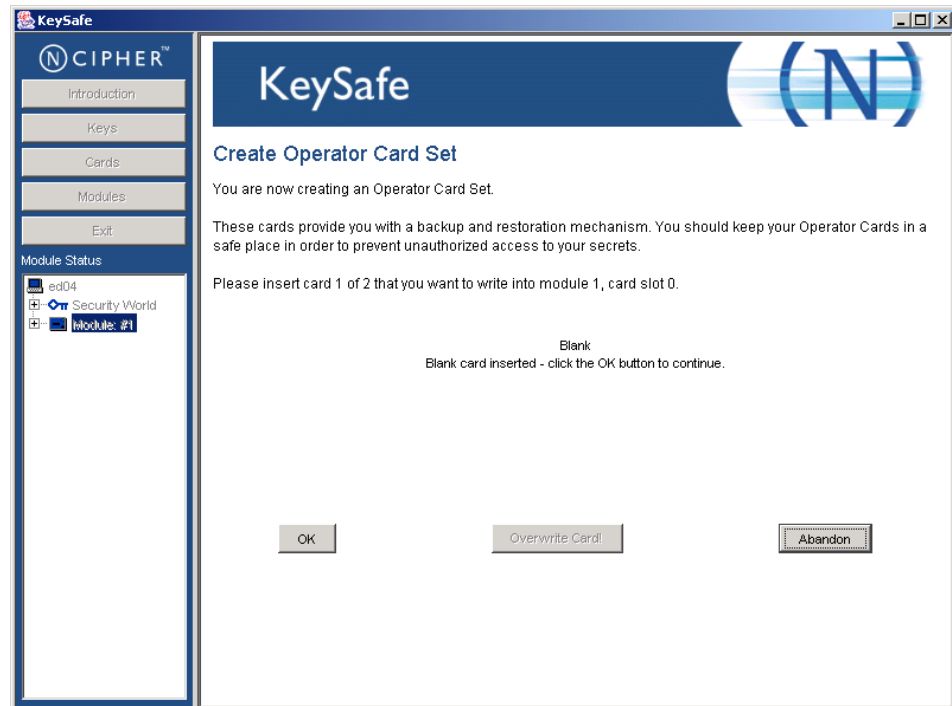 KeySafe
NCIPHER™
Introduction
Keys
Cards
Modules
Exit
Module Status
ed04
Security World
Module: #1
KeySafe
(N)
Create Operator Card Set
You are now creating an Operator Card Set.
These cards provide you with a backup and restoration mechanism. You should keep your Operator Cards in a
safe place in order to prevent unauthorized access to your secrets.
Please insert card 1 of 2 that you want to write into module 1, card slot 0.
Blank
Blank card inserted - click the OK button to continue.
OK
Overwrite Card!
Abandon